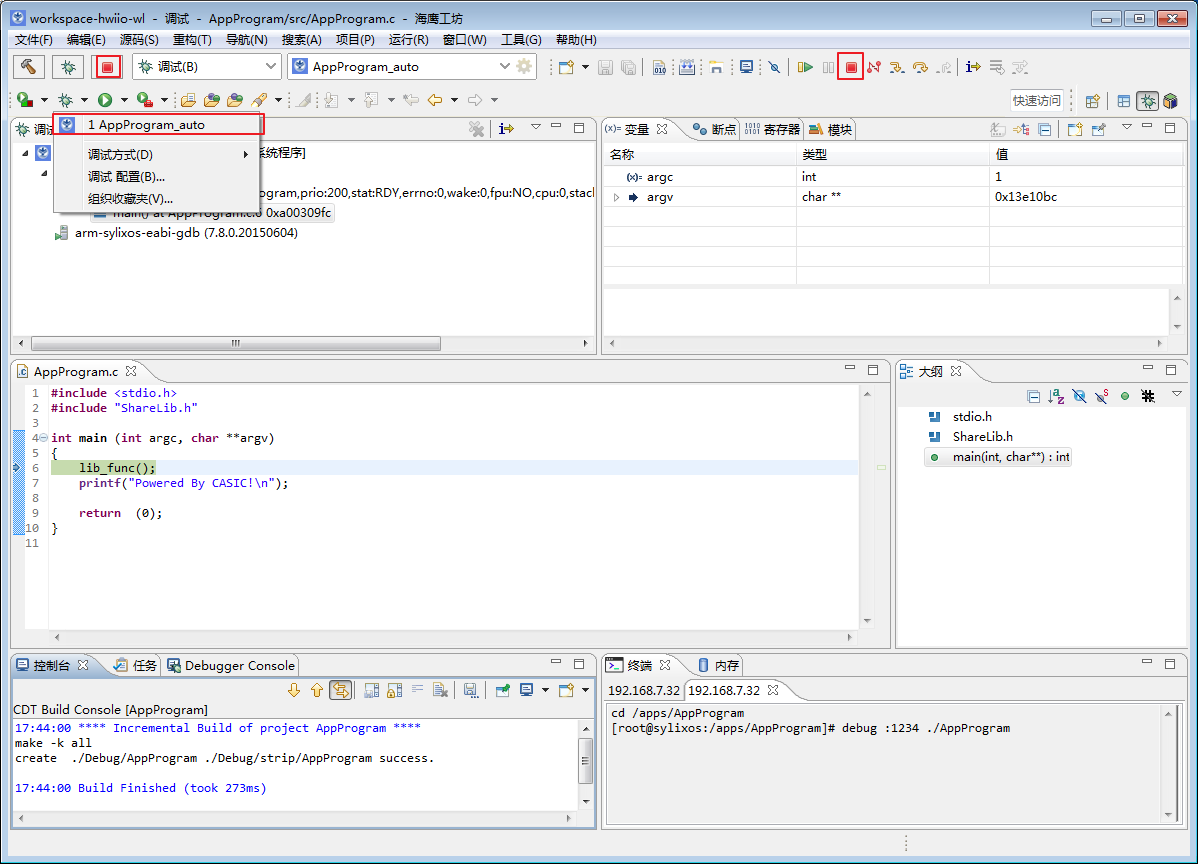 workspace-hwiio-wl - 调试 - AppProgram/src/AppProgram.c - 海鹰工坊
文件(F) 编辑(E) 源码(S) 重构(T) 导航(N) 搜索(A) 项目(P) 运行(R) 窗口(W) 工具(G) 帮助(H)
调试(B) AppProgram_auto
快速访问
调试
1 AppProgram_auto
调试方式(D)
调试 配置(B)...
组织收藏夹(V)...
系统程序]
ogram,prio:200,stat:RDY,errno:0,wake:0,fpu:NO,cpu:0,stac
main() at AppProgram.c:6 0xa00309fc
arm-sylixos-eabi-gdb (7.8.0.20150604)
变量 断点 寄存器 模块
名称 类型 值
argc int 1
argv char ** 0x13e10bc
AppProgram.c
1 #include <stdio.h>
2 #include "ShareLib.h"
3
4 int main (int argc, char **argv)
5 {
6 lib_func();
7 printf("Powered By CASIC!\n");
8
9 return (0);
10 }
11
大纲
stdio.h
ShareLib.h
main(int, char**) : int
控制台 任务 Debugger Console
CDT Build Console [AppProgram]
17:44:00 **** Incremental Build of project AppProgram ****
make -k all
create ./Debug/AppProgram ./Debug/strip/AppProgram success.
17:44:00 Build Finished (took 273ms)
终端 内存
192.168.7.32 192.168.7.32
cd /apps/AppProgram
[root@sylixos:/apps/AppProgram]# debug :1234 ./AppProgram